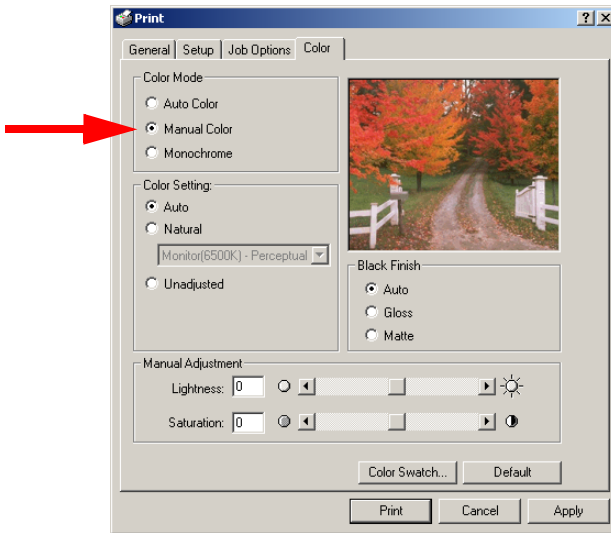 Print
General Setup Job Options Color
Color Mode
Auto Color
Manual Color
Monochrome
Color Setting:
Auto
Natural
Monitor(6500K) - Perceptual
Unadjusted
Black Finish
Auto
Gloss
Matte
Manual Adjustment
Lightness: 0
Saturation: 0
Color Swatch... Default
Print Cancel Apply